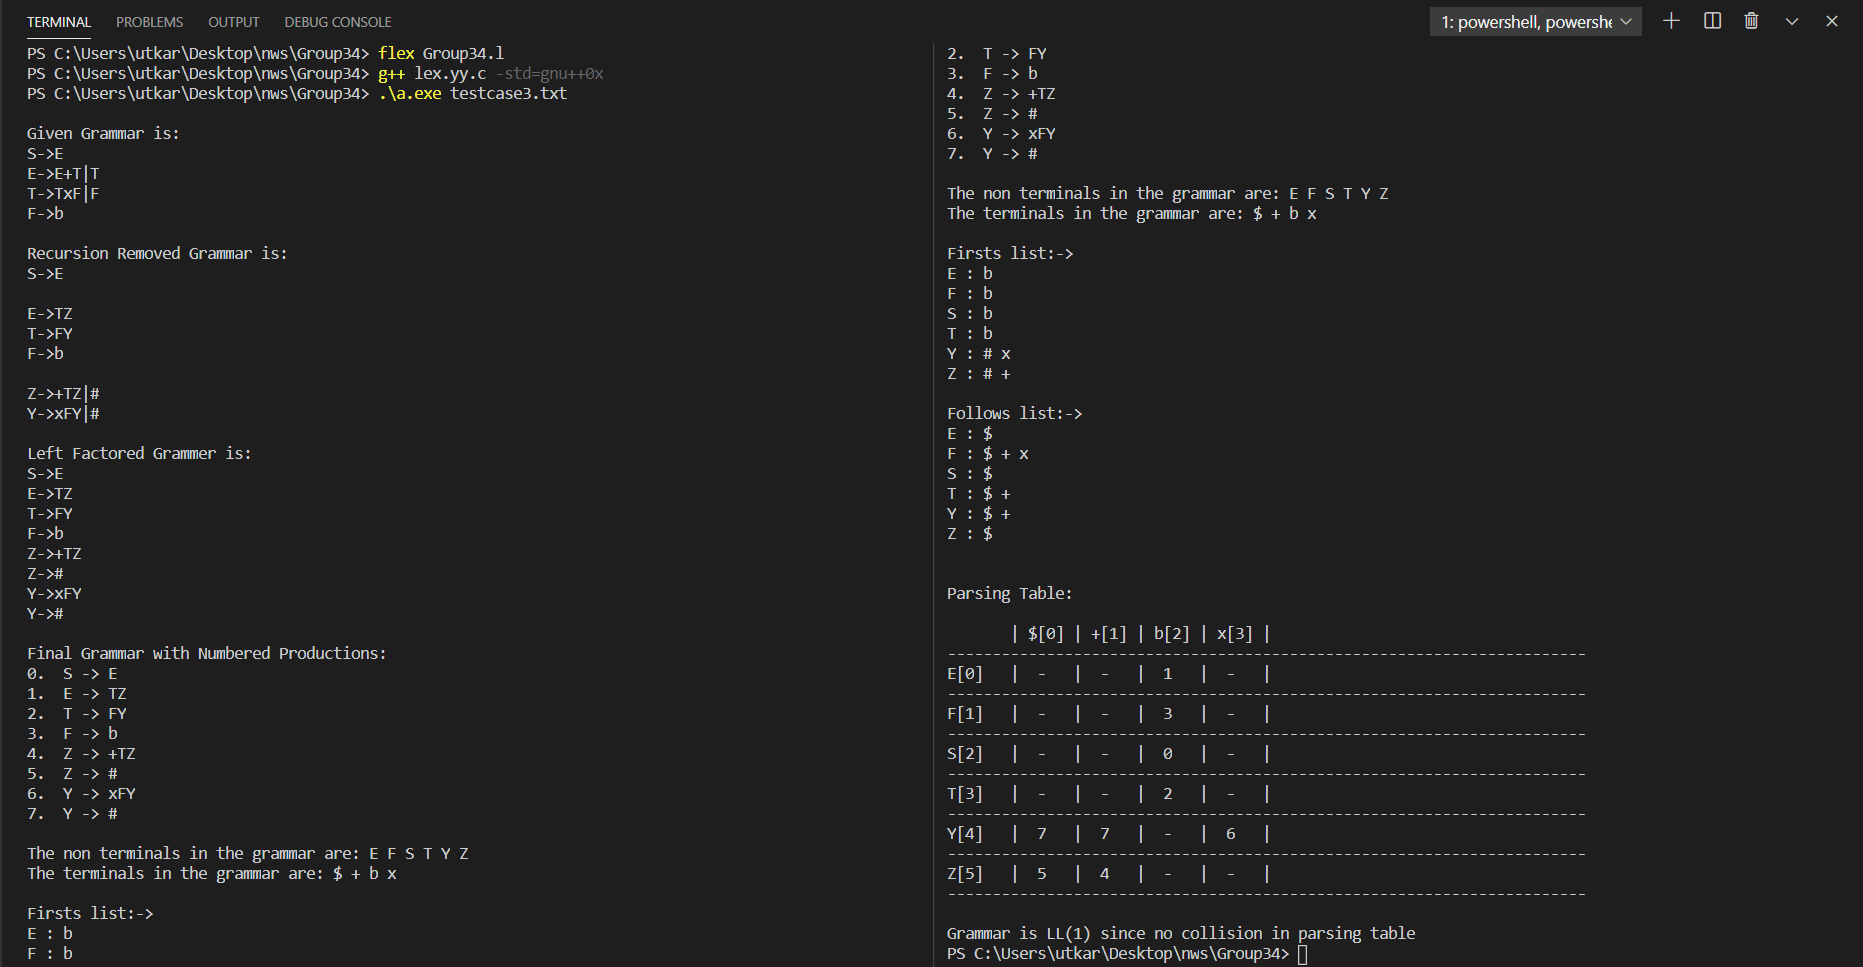 TERMINAL PROBLEMS OUTPUT DEBUG CONSOLE 1: powershell, powershe
PS C:\Users\utkar\Desktop\nws\Group34> flex Group34.l
PS C:\Users\utkar\Desktop\nws\Group34> g++ lex.yy.c -std=gnu++0x
PS C:\Users\utkar\Desktop\nws\Group34> .\a.exe testcase3.txt
Given Grammar is:
S->E
E->E+T|T
T->TxF|F
F->b
Recursion Removed Grammar is:
S->E
E->TZ
T->FY
F->b
Z->+TZ|#
Y->xFY|#
Left Factored Grammer is:
S->E
E->TZ
T->FY
F->b
Z->+TZ
Z->#
Y->xFY
Y->#
Final Grammar with Numbered Productions:
0.  S -> E
1.  E -> TZ
2.  T -> FY
3.  F -> b
4.  Z -> +TZ
5.  Z -> #
6.  Y -> xFY
7.  Y -> #
The non terminals in the grammar are: E F S T Y Z
The terminals in the grammar are: $ + b x
Firsts list:->
E : b
F : b
2.  T -> FY
3.  F -> b
4.  Z -> +TZ
5.  Z -> #
6.  Y -> xFY
7.  Y -> #
The non terminals in the grammar are: E F S T Y Z
The terminals in the grammar are: $ + b x
Firsts list:->
E : b
F : b
S : b
T : b
Y : # x
Z : # +
Follows list:->
E : $
F : $ + x
S : $
T : $ +
Y : $ +
Z : $
Parsing Table:
| $[0] | +[1] | b[2] | x[3] |
-----------------------------------------------------------------------
E[0]   |  -   |  -   |  1   |  -   |
-----------------------------------------------------------------------
F[1]   |  -   |  -   |  3   |  -   |
-----------------------------------------------------------------------
S[2]   |  -   |  -   |  0   |  -   |
-----------------------------------------------------------------------
T[3]   |  -   |  -   |  2   |  -   |
-----------------------------------------------------------------------
Y[4]   |  7   |  7   |  -   |  6   |
-----------------------------------------------------------------------
Z[5]   |  5   |  4   |  -   |  -   |
-----------------------------------------------------------------------
Grammar is LL(1) since no collision in parsing table
PS C:\Users\utkar\Desktop\nws\Group34>